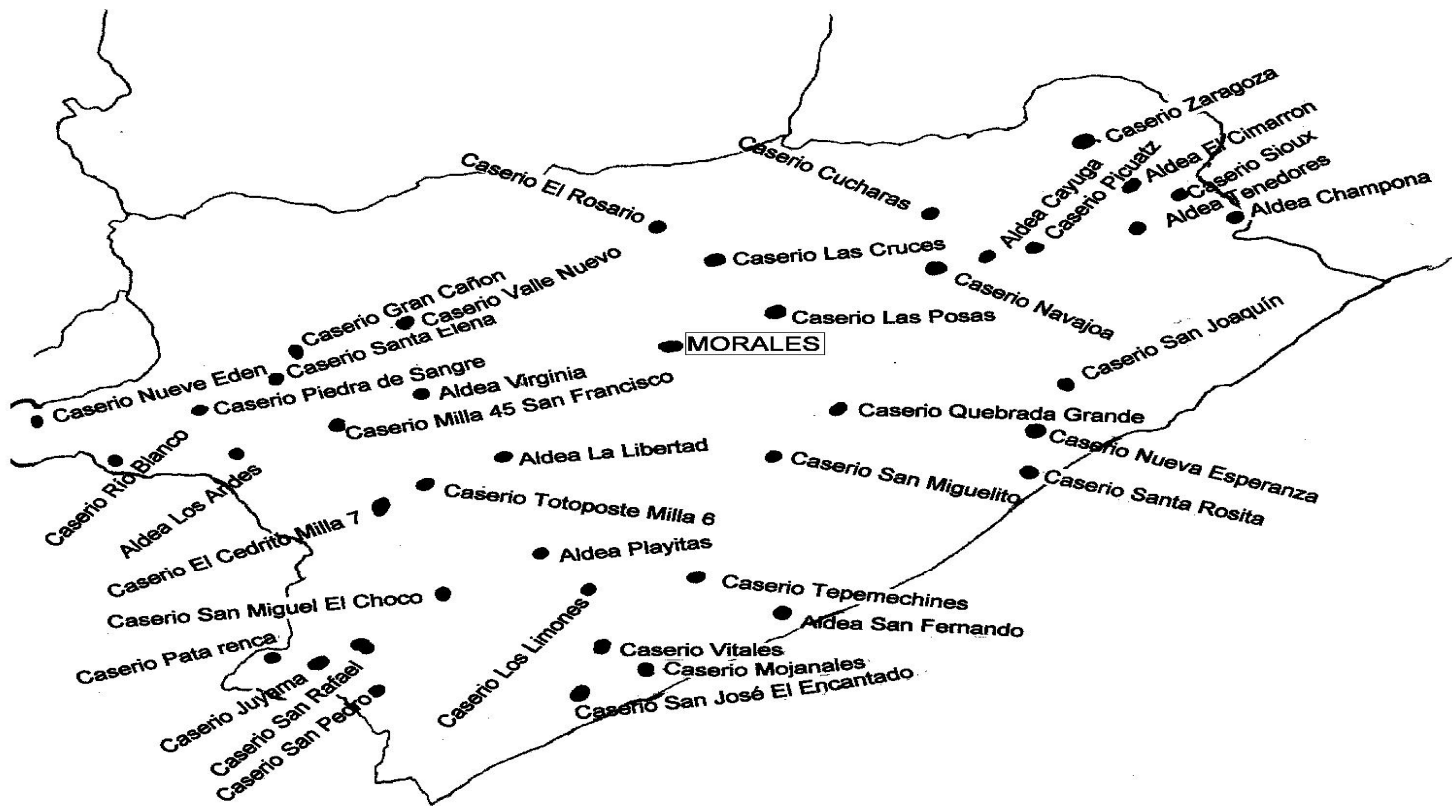 Caserio Zaragoza
Aldea El Cimarron
Caserio Sioux
Aldea Tenedores
Aldea Champona
Caserio Picuatz
Aldea Cayuga
Caserio Cucharas
Caserio El Rosario
Caserio Las Cruces
Caserio Navajoa
Caserio Valle Nuevo
Caserio Gran Cañon
Caserio Santa Elena
Caserio Las Posas
MORALES
Caserio San Joaquín
Caserio Nueve Eden
Caserio Piedra de Sangre
Aldea Virginia
Caserio Milla 45 San Francisco
Caserio Quebrada Grande
Caserio Nueva Esperanza
Caserio Río Blanco
Aldea Los Andes
Aldea La Libertad
Caserio San Miguelito
Caserio Santa Rosita
Caserio Totoposte Milla 6
Caserio El Cedrito Milla 7
Aldea Playitas
Caserio San Miguel El Choco
Caserio Tepemechines
Aldea San Fernando
Caserio Los Limones
Caserio Vitales
Caserio Mojanales
Caserio San José El Encantado
Caserio Pata renca
Caserio Juyama
Caserio San Rafael
Caserio San Pedro